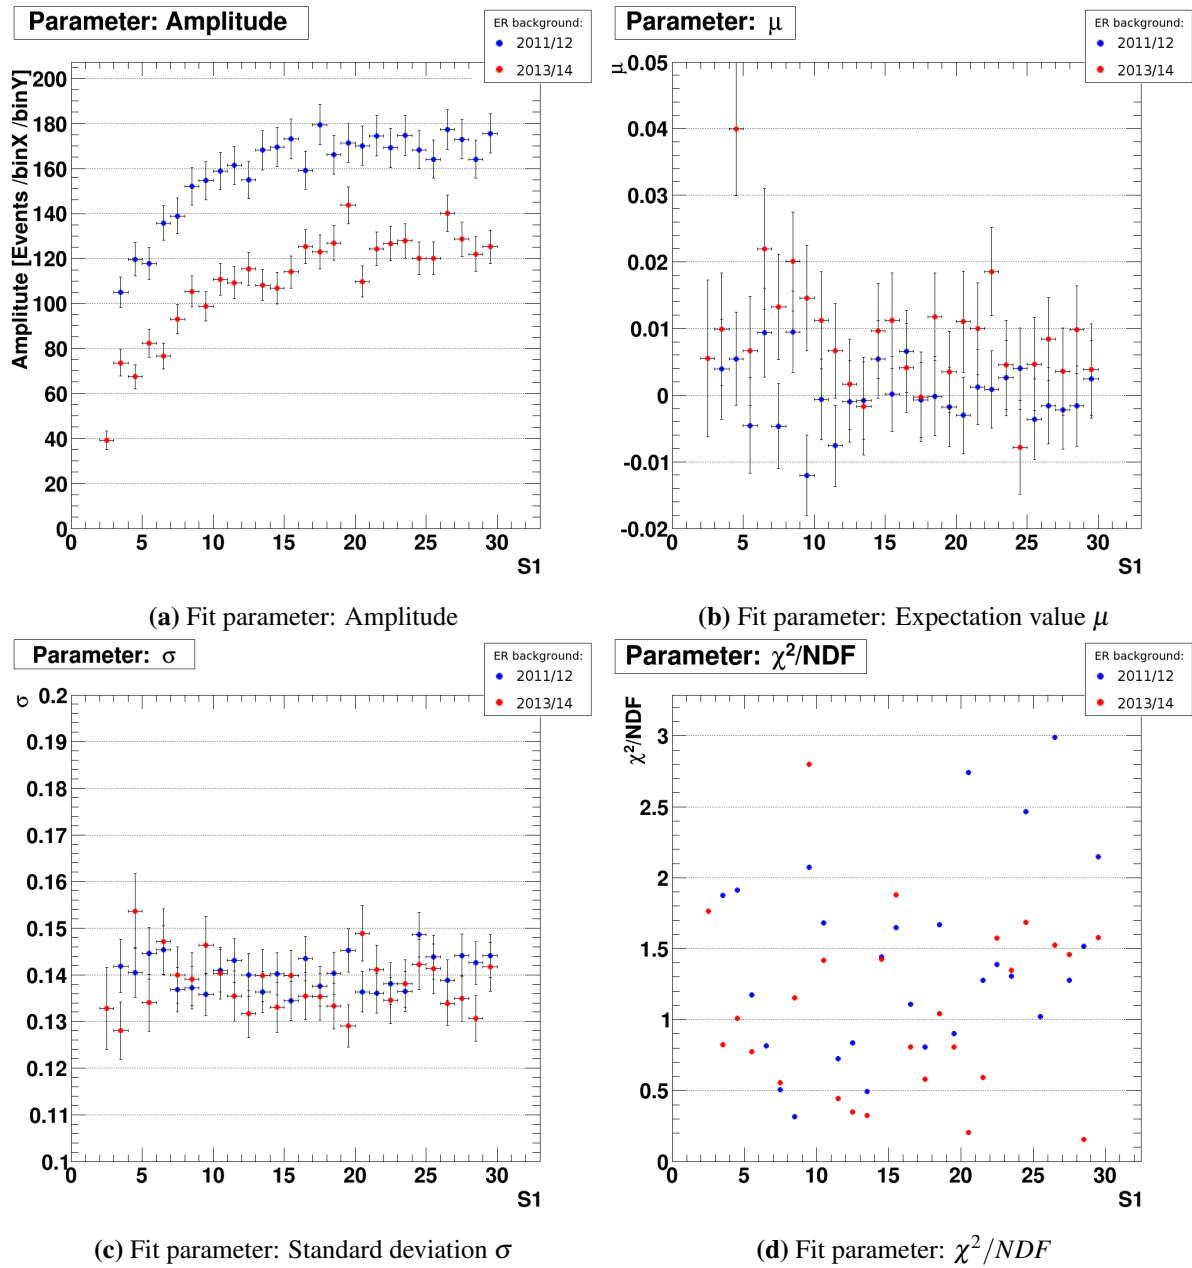 Parameter: Amplitude
ER background:
2011/12
2013/14
Amplitude [Events /binX /binY]
200
180
160
140
120
100
80
60
40
20
0
0 5 10 15 20 25 30
S1
(a) Fit parameter: Amplitude
Parameter: μ
ER background:
2011/12
2013/14
μ
0.05
0.04
0.03
0.02
0.01
0
-0.01
-0.02
0 5 10 15 20 25 30
S1
(b) Fit parameter: Expectation value μ
Parameter: σ
ER background:
2011/12
2013/14
σ
0.2
0.19
0.18
0.17
0.16
0.15
0.14
0.13
0.12
0.11
0.1
0 5 10 15 20 25 30
S1
(c) Fit parameter: Standard deviation σ
Parameter: χ²/NDF
ER background:
2011/12
2013/14
χ²/NDF
3
2.5
2
1.5
1
0.5
0
0 5 10 15 20 25 30
S1
(d) Fit parameter: χ²/NDF